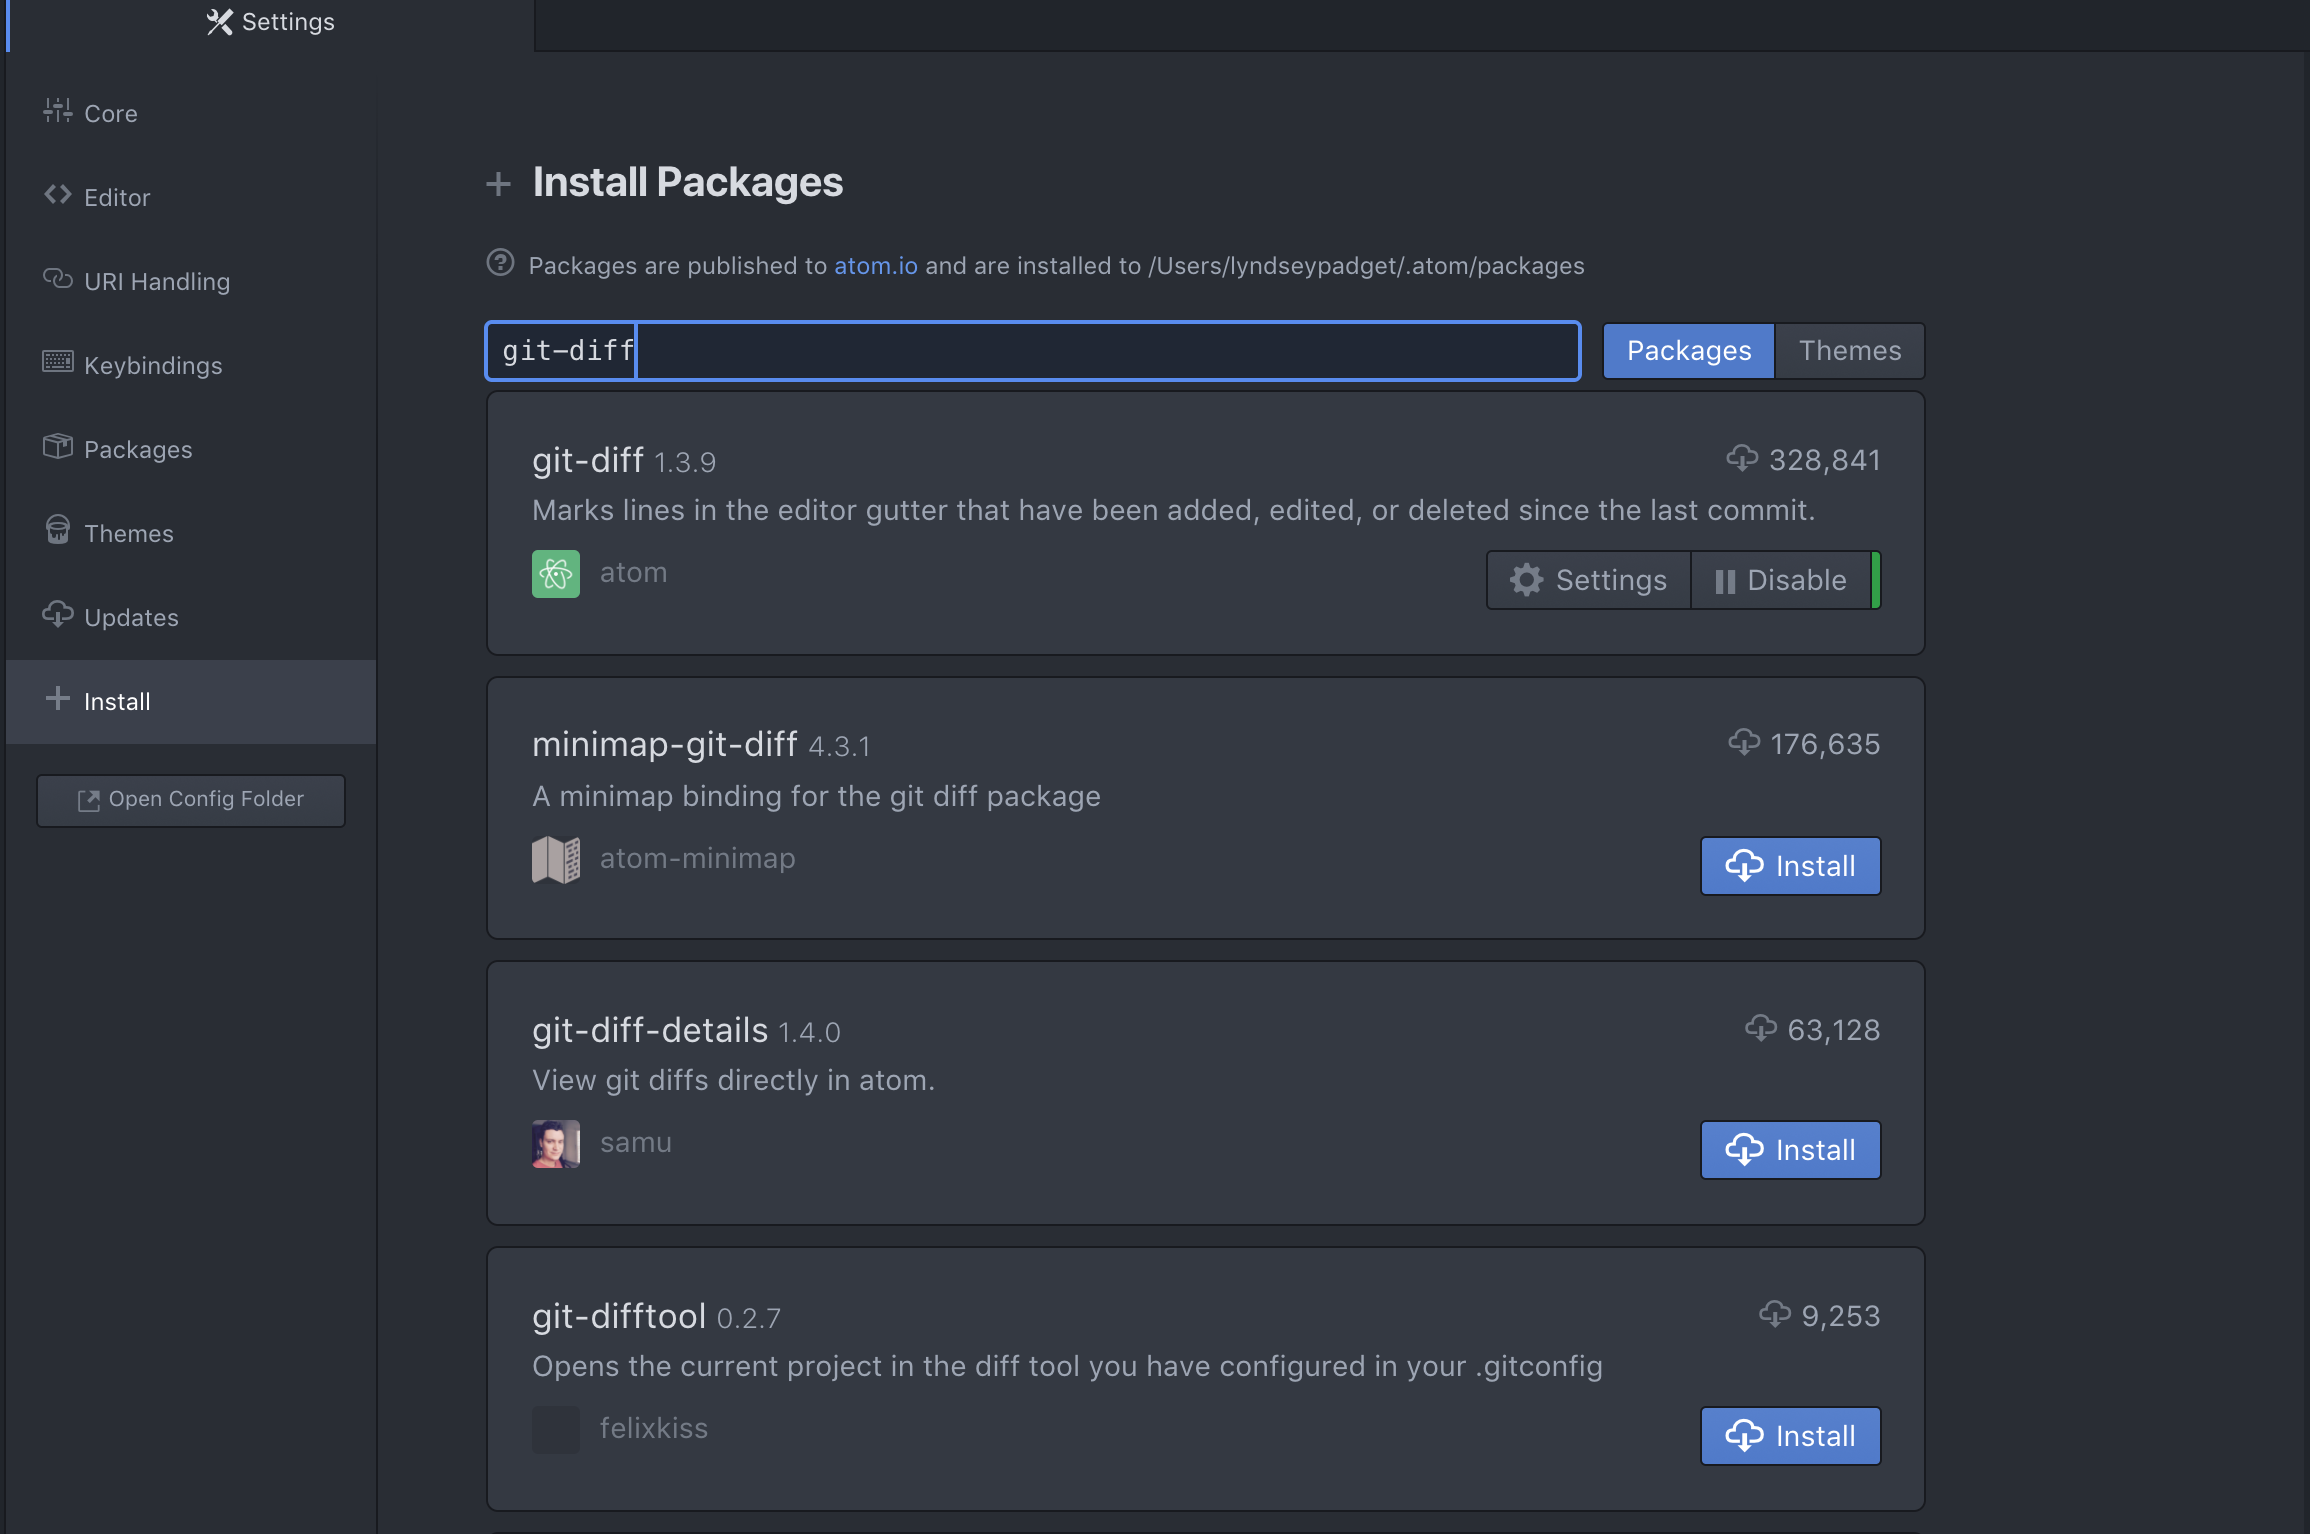 Settings
Core
Editor
URI Handling
Keybindings
Packages
Themes
Updates
Install
Open Config Folder
Install Packages
Packages are published to atom.io and are installed to /Users/lyndseypadget/.atom/packages
git-diff
Packages
Themes
git-diff 1.3.9
328,841
Marks lines in the editor gutter that have been added, edited, or deleted since the last commit.
atom
Settings
Disable
minimap-git-diff 4.3.1
176,635
A minimap binding for the git diff package
atom-minimap
Install
git-diff-details 1.4.0
63,128
View git diffs directly in atom.
samu
Install
git-difftool 0.2.7
9,253
Opens the current project in the diff tool you have configured in your .gitconfig
felixkiss
Install